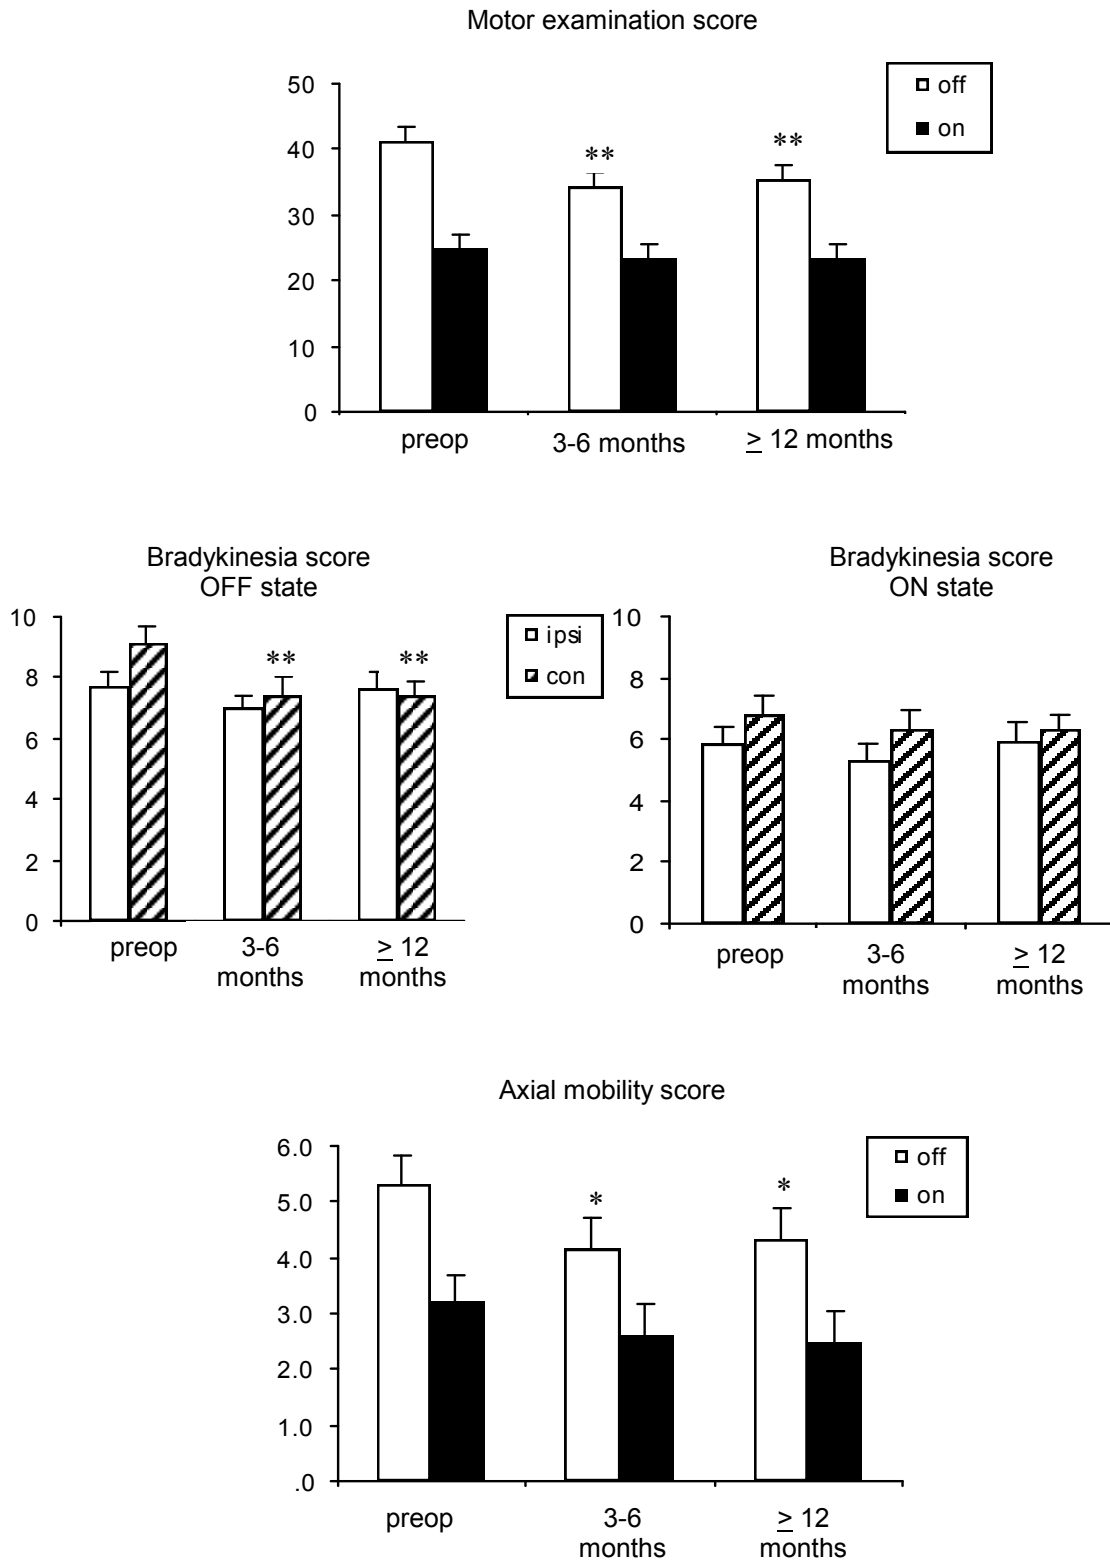 Motor examination score
50
40
30
20
10
0
off
on
**
**
preop
3-6 months
≥ 12 months
Bradykinesia score
OFF state
10
8
6
4
2
0
**
**
ipsi
con
preop
3-6
months
≥ 12
months
Bradykinesia score
ON state
10
8
6
4
2
0
preop
3-6
months
≥ 12
months
Axial mobility score
6.0
5.0
4.0
3.0
2.0
1.0
.0
*
*
off
on
preop
3-6
months
≥ 12
months